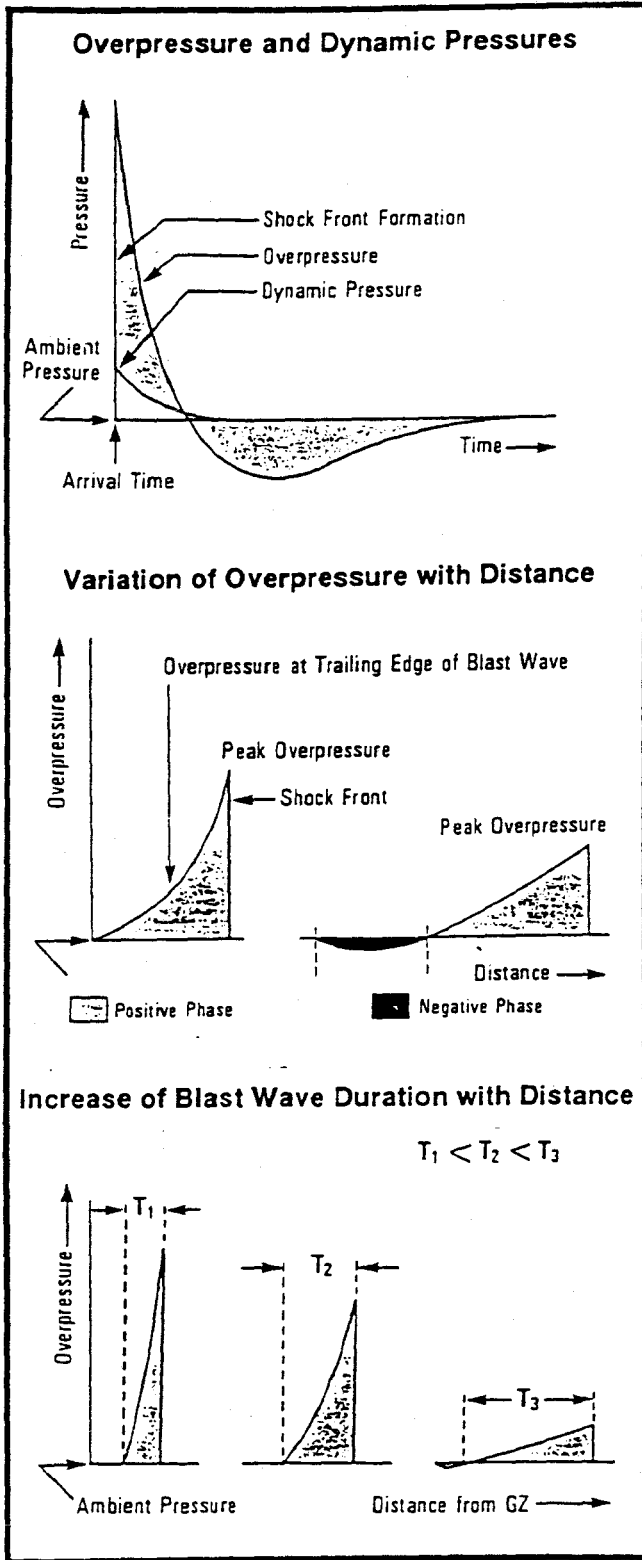 Overpressure and Dynamic Pressures
Pressure
Shock Front Formation
Overpressure
Dynamic Pressure
Ambient
Pressure
Time
Arrival Time
Variation of Overpressure with Distance
Overpressure
Overpressure at Trailing Edge of Blast Wave
Peak Overpressure
Shock Front
Peak Overpressure
Distance
Positive Phase
Negative Phase
Increase of Blast Wave Duration with Distance
T₁ < T₂ < T₃
Overpressure
T₁
T₂
T₃
Ambient Pressure
Distance from GZ